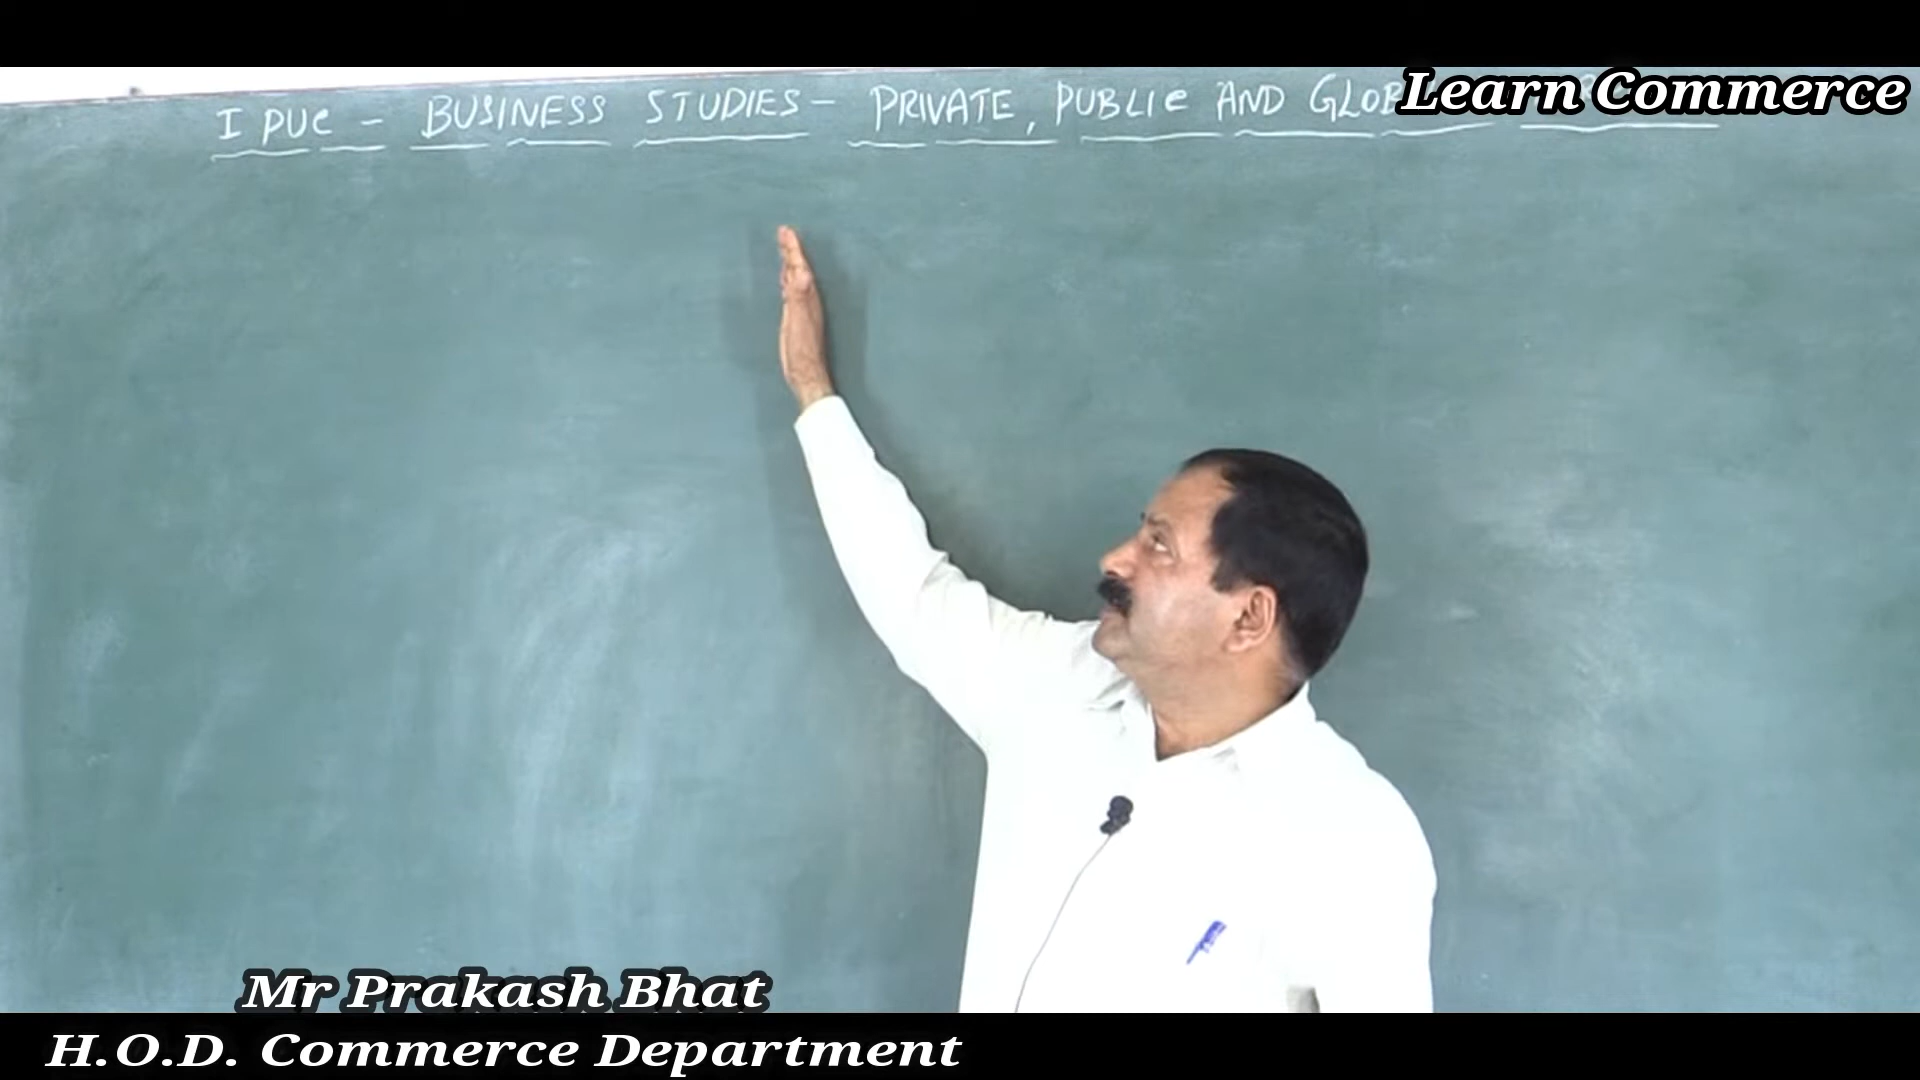 I PUC - BUSINESS STUDIES - PRIVATE, PUBLIC AND
Learn Commerce
Mr Prakash Bhat
H.O.D. Commerce Department